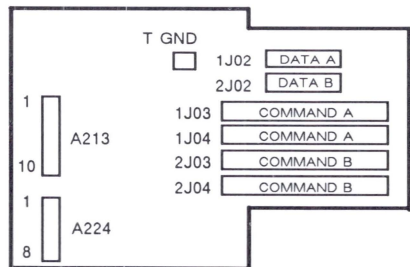 T GND
1J02 DATA A
2J02 DATA B
1
1J03 COMMAND A
A213
1J04 COMMAND A
10
2J03 COMMAND B
2J04 COMMAND B
1
A224
8